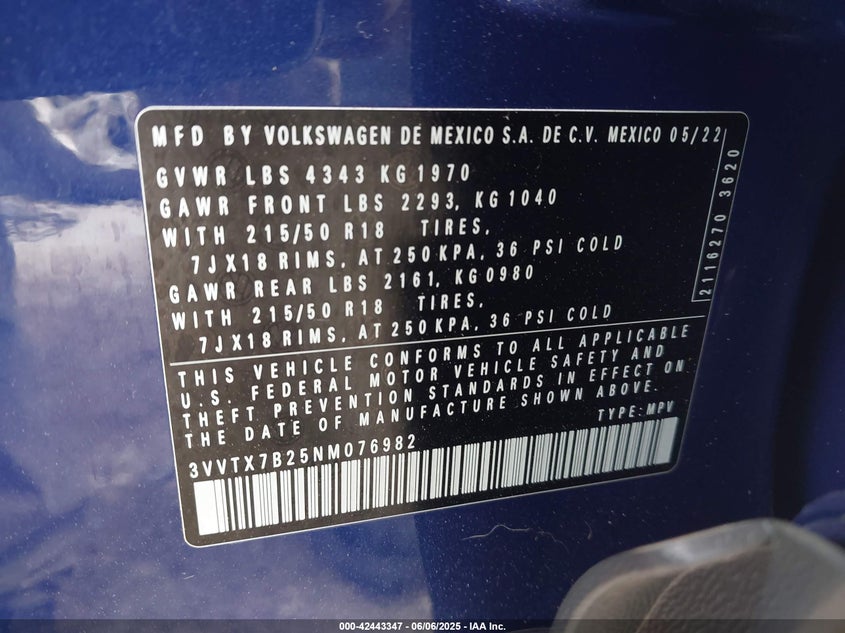 MFD BY VOLKSWAGEN DE MEXICO S.A. DE C.V. MEXICO 05/22
GVWR LBS 4343 KG 1970
GAWR FRONT LBS 2293, KG 1040
WITH 215/50 R18 TIRES,
7JX18 RIMS, AT 250 KPA, 36 PSI COLD
GAWR REAR LBS 2161, KG 0980
WITH 215/50 R18 TIRES,
7JX18 RIMS, AT 250 KPA, 36 PSI COLD
THIS VEHICLE CONFORMS TO ALL APPLICABLE
U.S. FEDERAL MOTOR VEHICLE SAFETY AND
THEFT PREVENTION STANDARDS IN EFFECT ON
THE DATE OF MANUFACTURE SHOWN ABOVE.
TYPE: MPV
3VVTX7B25NM076982
2116270 3620
000-42443347 - 06/06/2025 - IAA Inc.